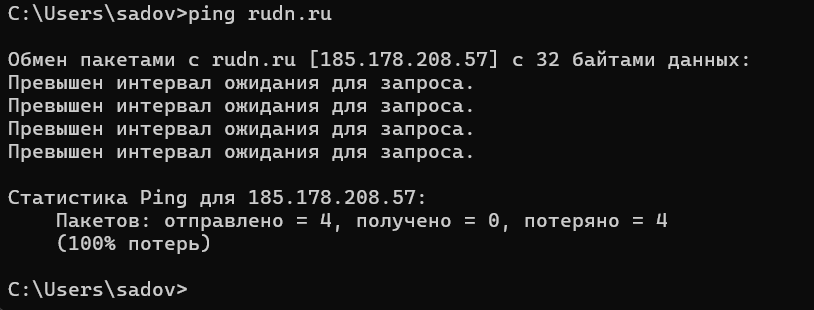 C:\Users\sadov>ping rudn.ru
Обмен пакетами с rudn.ru [185.178.208.57] с 32 байтами данных:
Превышен интервал ожидания для запроса.
Превышен интервал ожидания для запроса.
Превышен интервал ожидания для запроса.
Превышен интервал ожидания для запроса.
Статистика Ping для 185.178.208.57:
Пакетов: отправлено = 4, получено = 0, потеряно = 4
(100% потерь)
C:\Users\sadov>